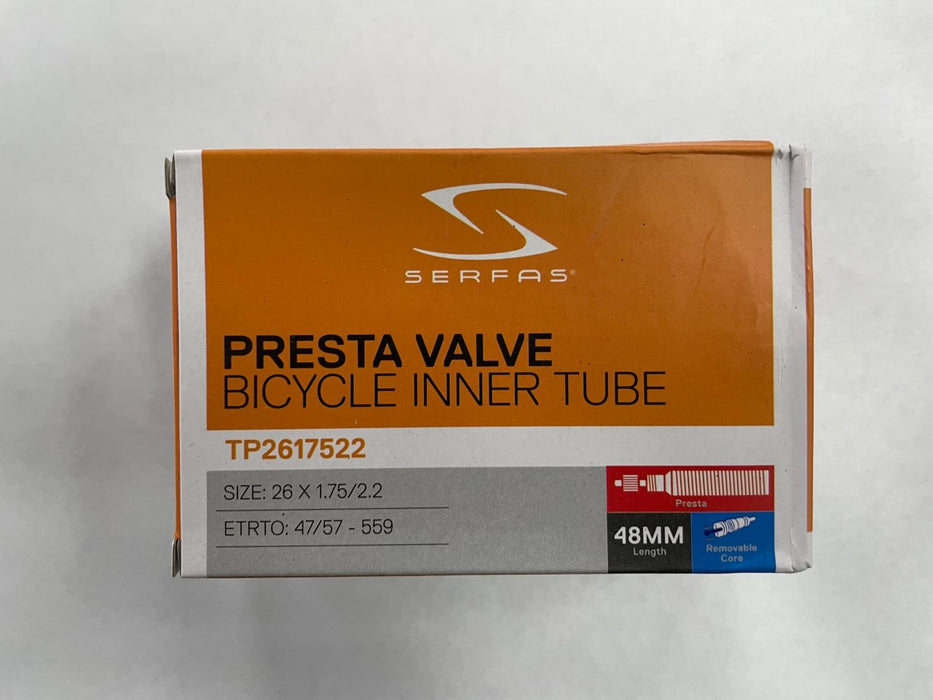 SERFAS®
PRESTA VALVE
BICYCLE INNER TUBE
TP2617522
SIZE: 26 X 1.75/2.2
ETRTO: 47/57 - 559
Presta
48MM
Length
Removable
Core